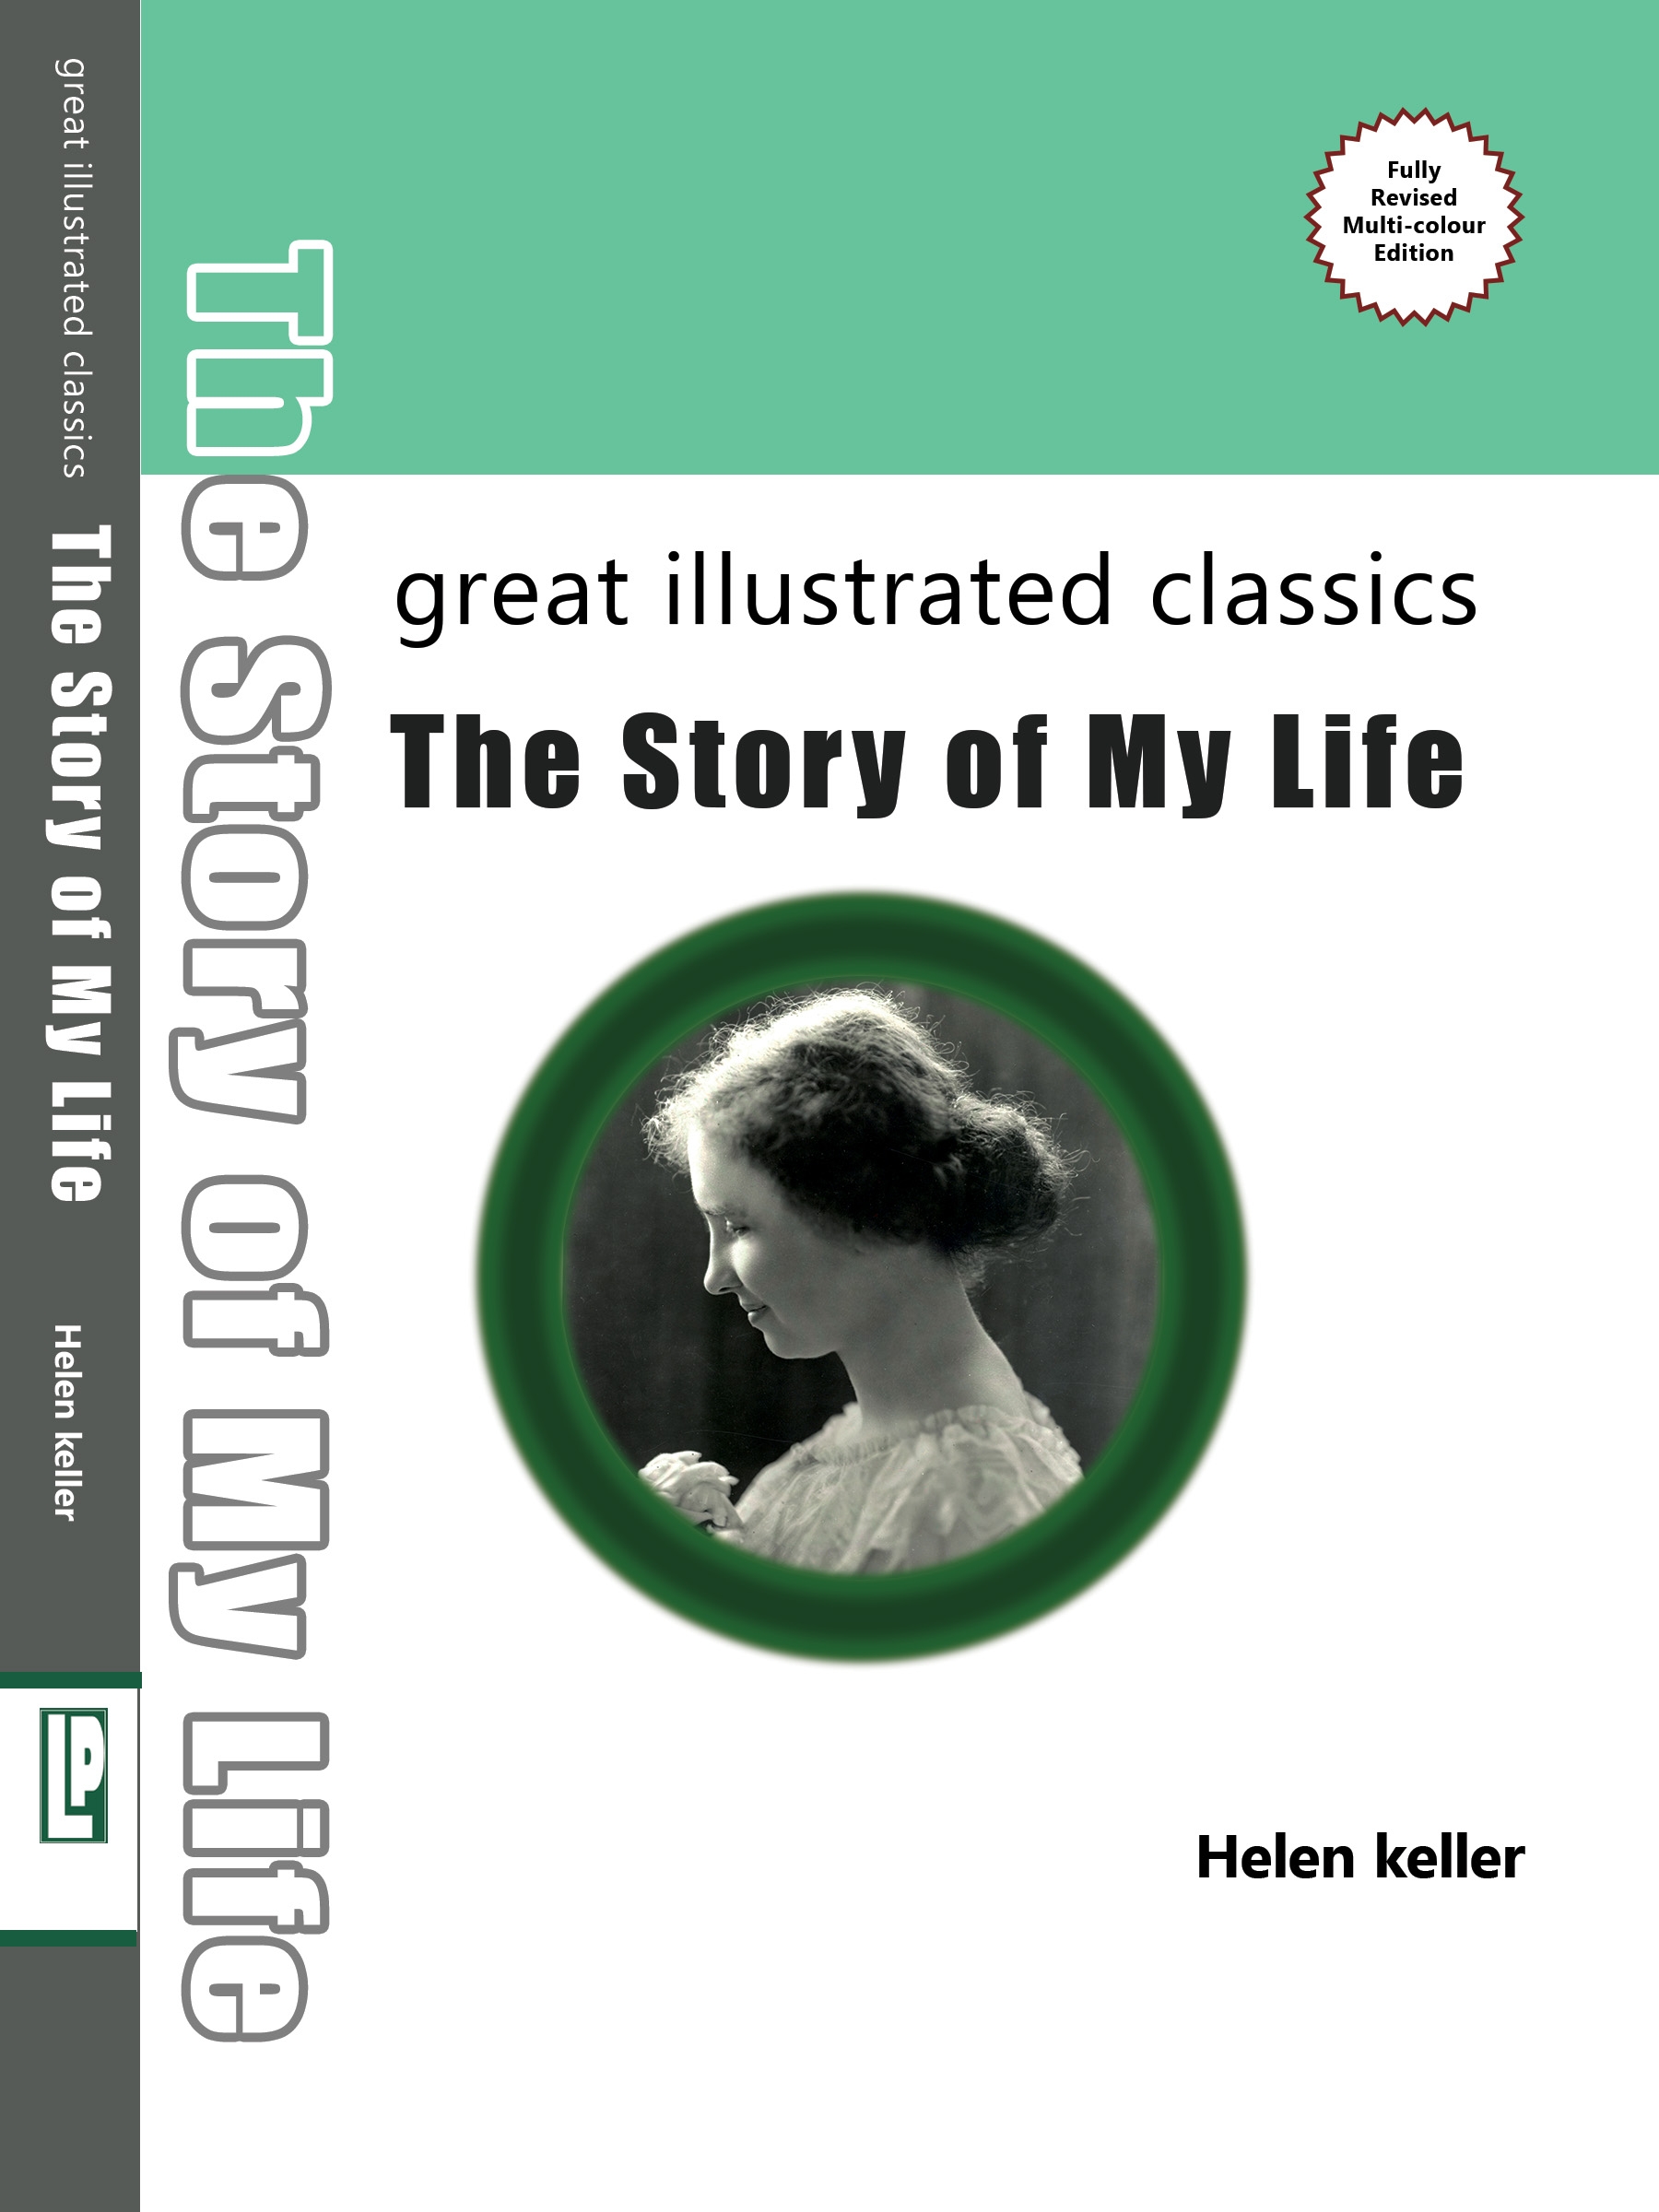 great illustrated classics The Story of My Life Helen keller
LPL
The Story of My Life
Fully
Revised
Multi-colour
Edition
great illustrated classics
The Story of My Life
Helen keller